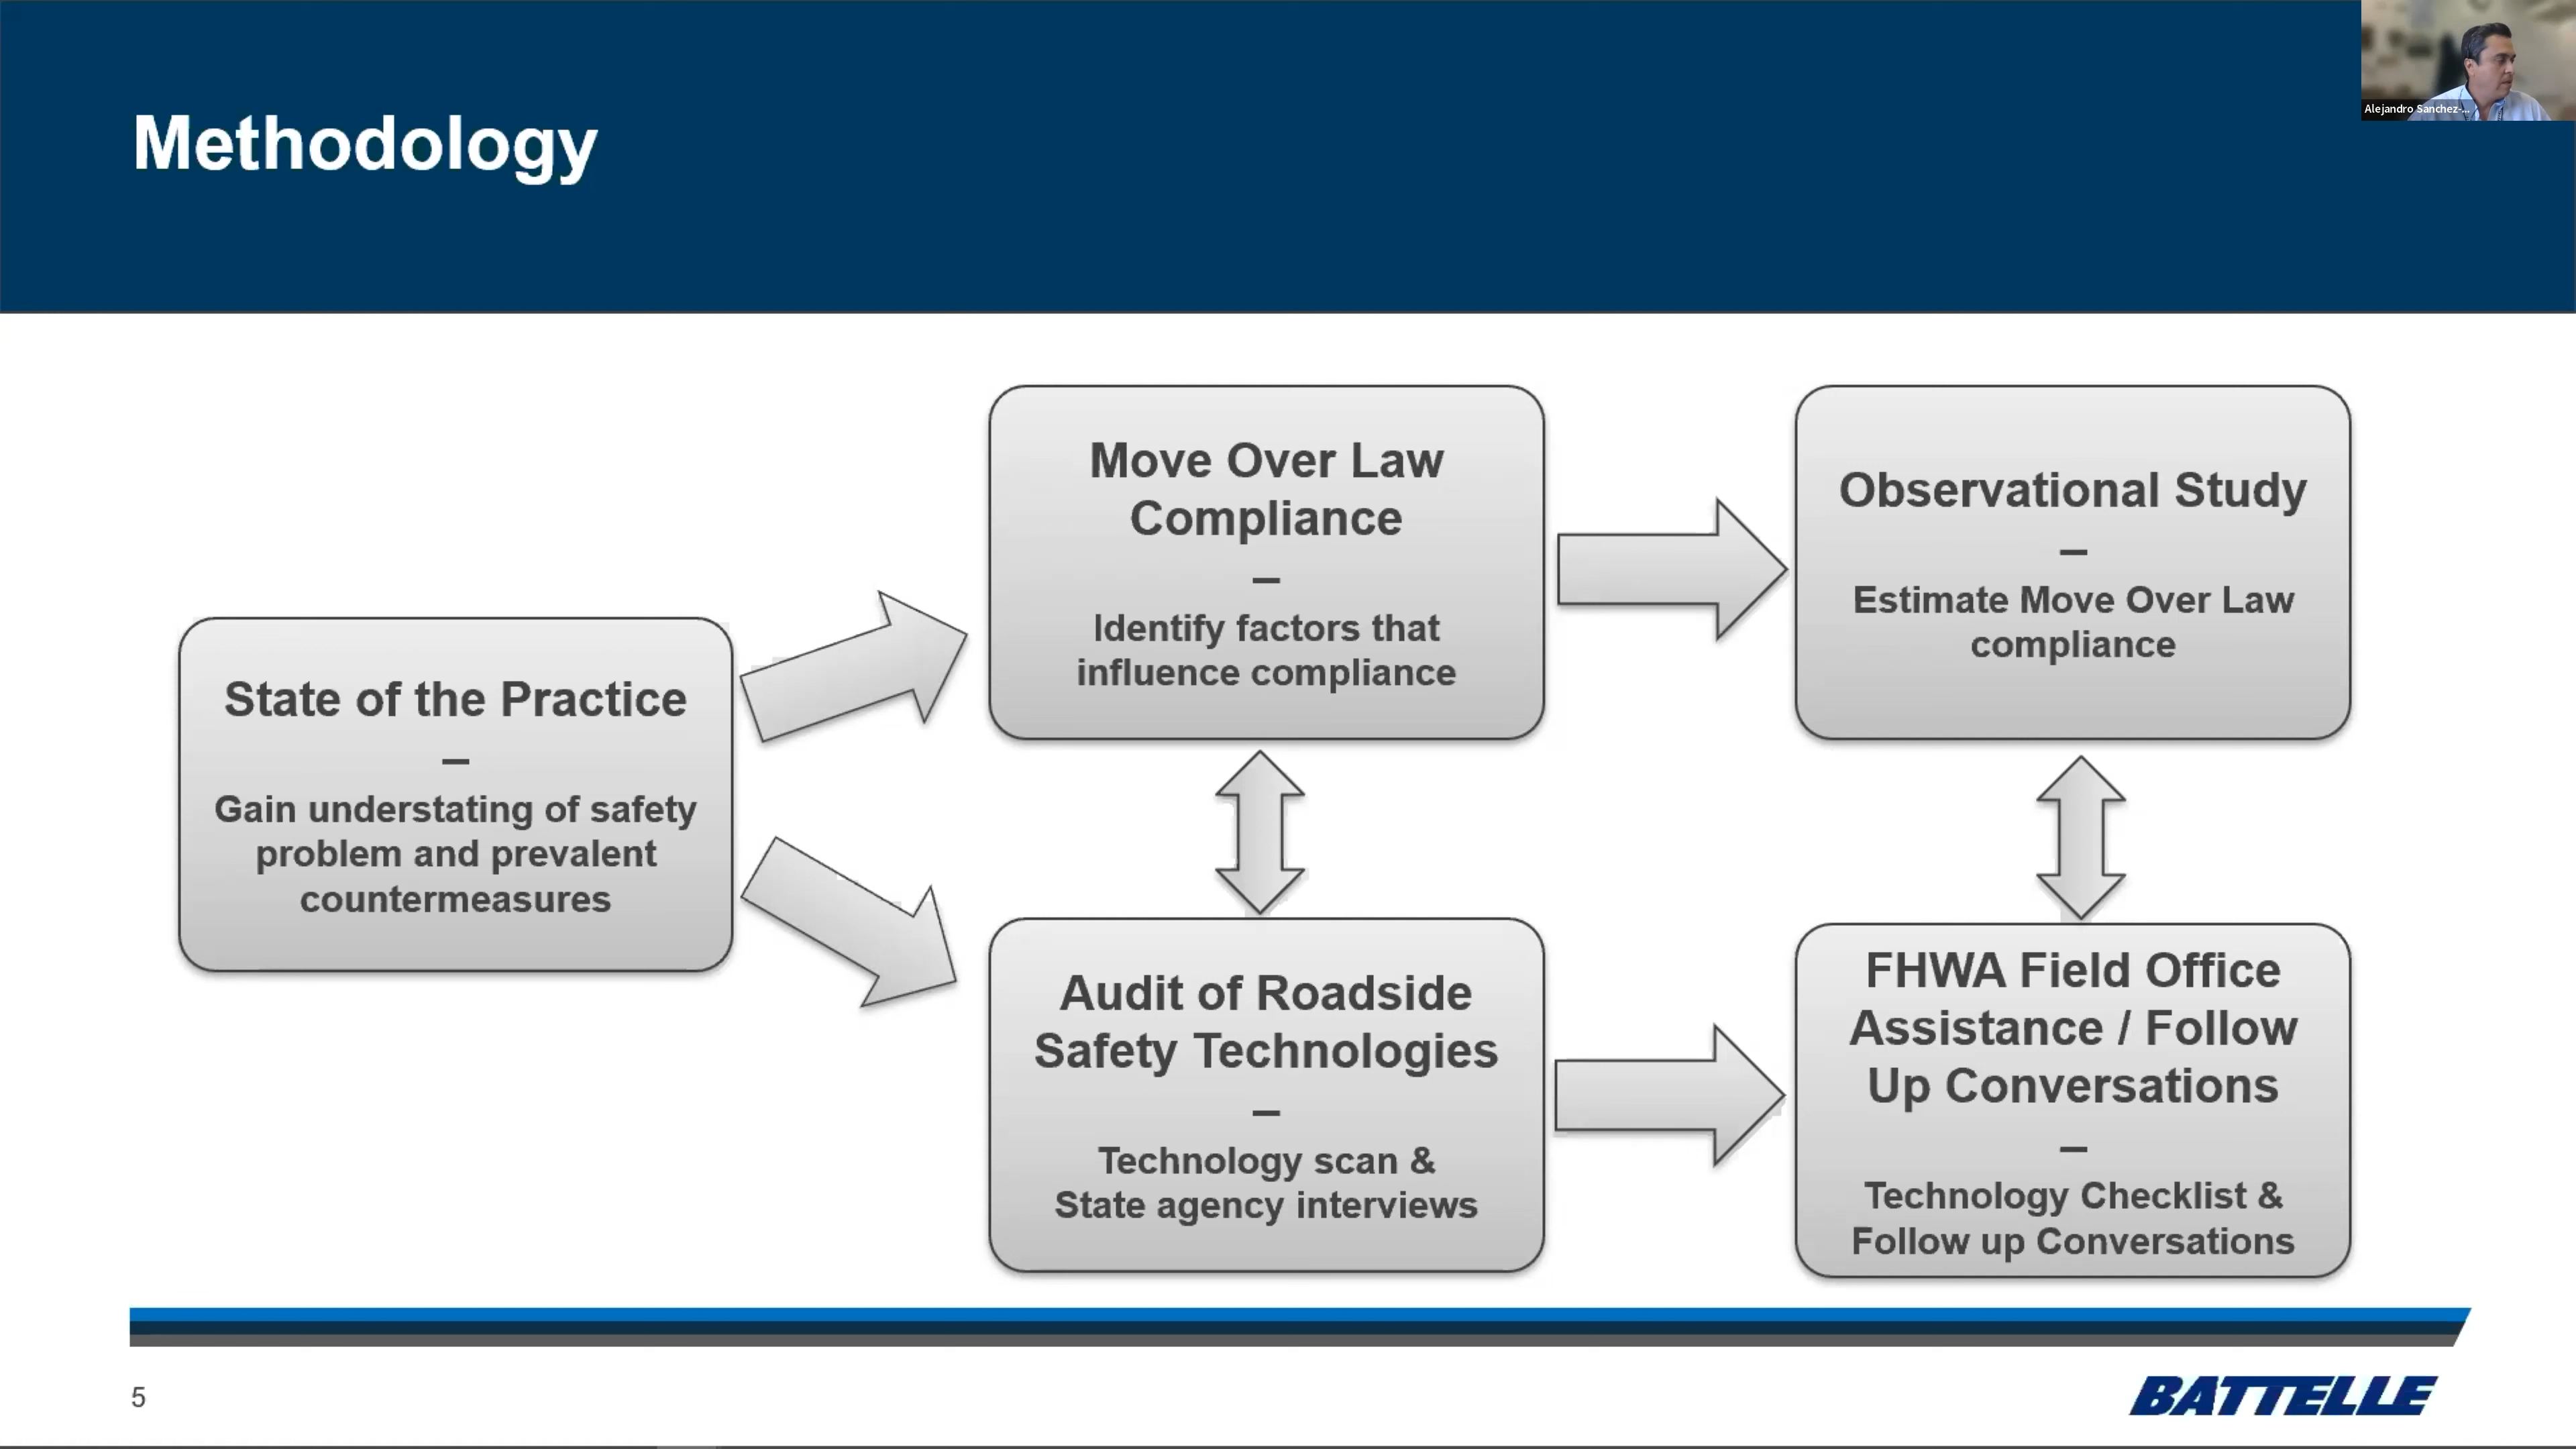 Methodology
Alejandro Sanchez-...
State of the Practice
–
Gain understating of safety
problem and prevalent
countermeasures
Move Over Law
Compliance
–
Identify factors that
influence compliance
Observational Study
–
Estimate Move Over Law
compliance
Audit of Roadside
Safety Technologies
–
Technology scan &
State agency interviews
FHWA Field Office
Assistance / Follow
Up Conversations
–
Technology Checklist &
Follow up Conversations
5
BATTELLE